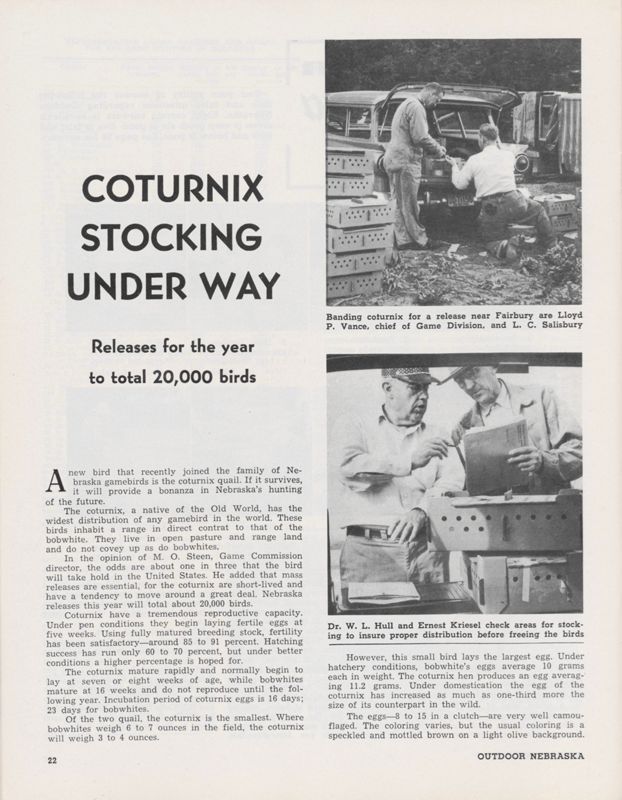 COTURNIX
STOCKING
UNDER WAY
Releases for the year
to total 20,000 birds
Banding coturnix for a release near Fairbury are Lloyd
P. Vance, chief of Game Division, and L. C. Salisbury
Dr. W. L. Hull and Ernest Kriesel check areas for stock-
ing to insure proper distribution before freeing the birds
A new bird that recently joined the family of Ne-
braska gamebirds is the coturnix quail. If it survives,
it will provide a bonanza in Nebraska's hunting
of the future.
The coturnix, a native of the Old World, has the
widest distribution of any gamebird in the world. These
birds inhabit a range in direct contrat to that of the
bobwhite. They live in open pasture and range land
and do not covey up as do bobwhites.
In the opinion of M. O. Steen, Game Commission
director, the odds are about one in three that the bird
will take hold in the United States. He added that mass
releases are essential, for the coturnix are short-lived and
have a tendency to move around a great deal. Nebraska
releases this year will total about 20,000 birds.
Coturnix have a tremendous reproductive capacity.
Under pen conditions they begin laying fertile eggs at
five weeks. Using fully matured breeding stock, fertility
has been satisfactory—around 85 to 91 percent. Hatching
success has run only 60 to 70 percent, but under better
conditions a higher percentage is hoped for.
The coturnix mature rapidly and normally begin to
lay at seven or eight weeks of age, while bobwhites
mature at 16 weeks and do not reproduce until the fol-
lowing year. Incubation period of coturnix eggs is 16 days;
23 days for bobwhites.
Of the two quail, the coturnix is the smallest. Where
bobwhites weigh 6 to 7 ounces in the field, the coturnix
will weigh 3 to 4 ounces.
However, this small bird lays the largest egg. Under
hatchery conditions, bobwhite's eggs average 10 grams
each in weight. The coturnix hen produces an egg averag-
ing 11.2 grams. Under domestication the egg of the
coturnix has increased as much as one-third more the
size of its counterpart in the wild.
The eggs—8 to 15 in a clutch—are very well camou-
flaged. The coloring varies, but the usual coloring is a
speckled and mottled brown on a light olive background.
22
OUTDOOR NEBRASKA